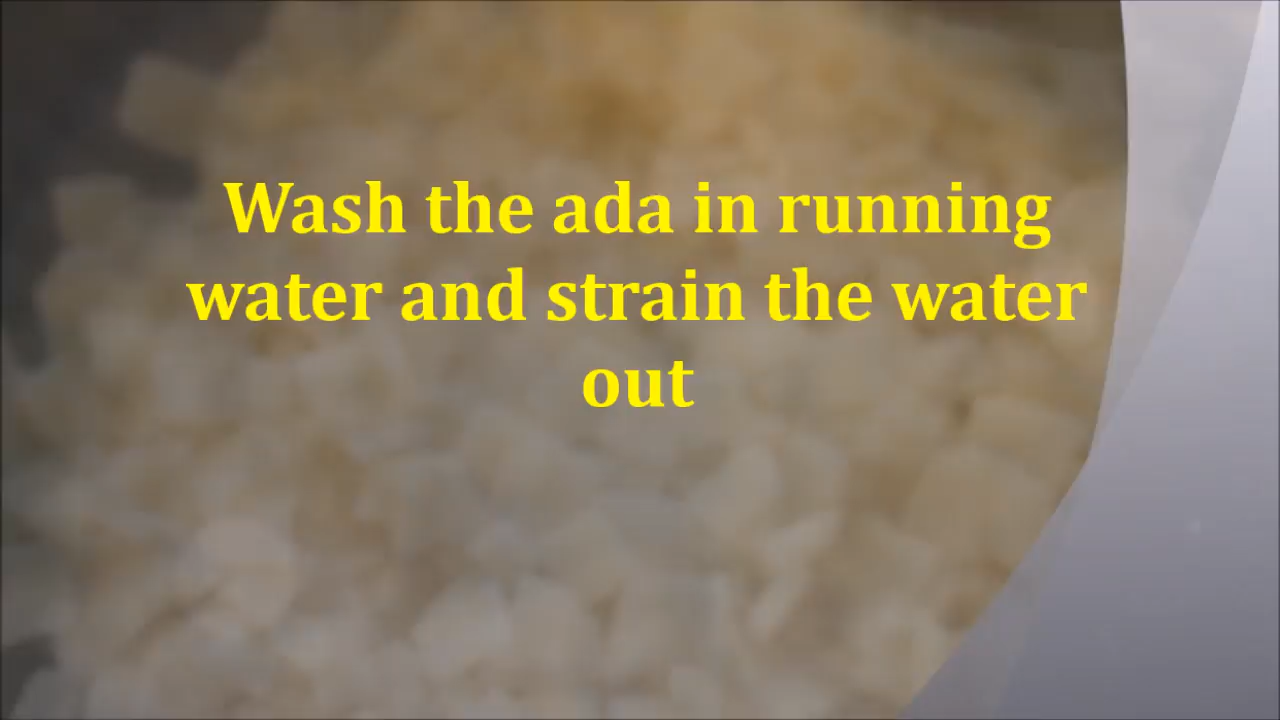 Wash the ada in running
water and strain the water
out